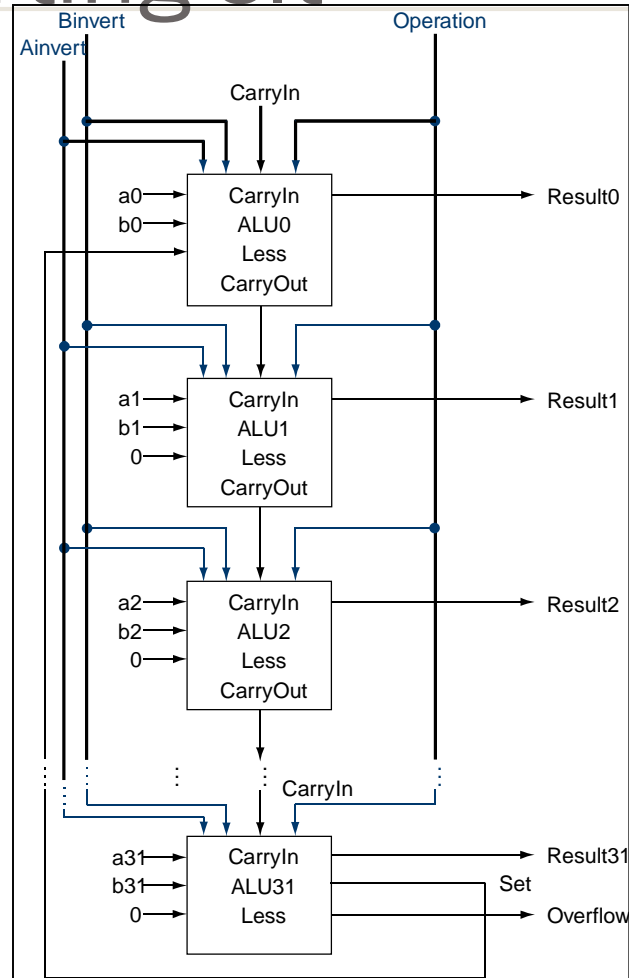 Binvert Operation
Ainvert
CarryIn
a0 CarryIn Result0
b0 ALU0
Less
CarryOut
a1 CarryIn Result1
b1 ALU1
0 Less
CarryOut
a2 CarryIn Result2
b2 ALU2
0 Less
CarryOut
CarryIn
a31 CarryIn Result31
b31 ALU31 Set
0 Less Overflow